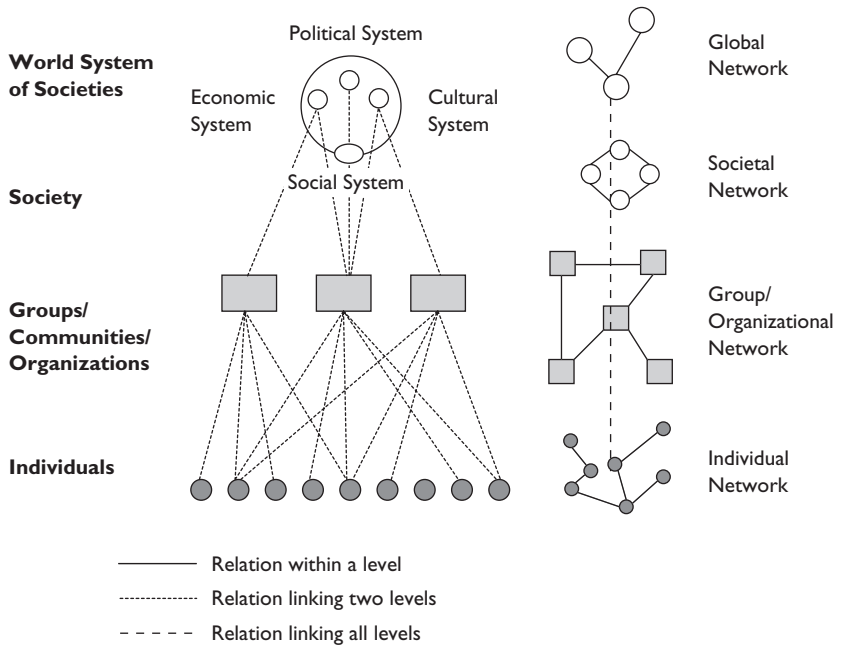 Political System
World System
of Societies
Economic
System
Cultural
System
Global
Network
Social System
Society
Societal
Network
Groups/
Communities/
Organizations
Group/
Organizational
Network
Individuals
Individual
Network
Relation within a level
Relation linking two levels
Relation linking all levels